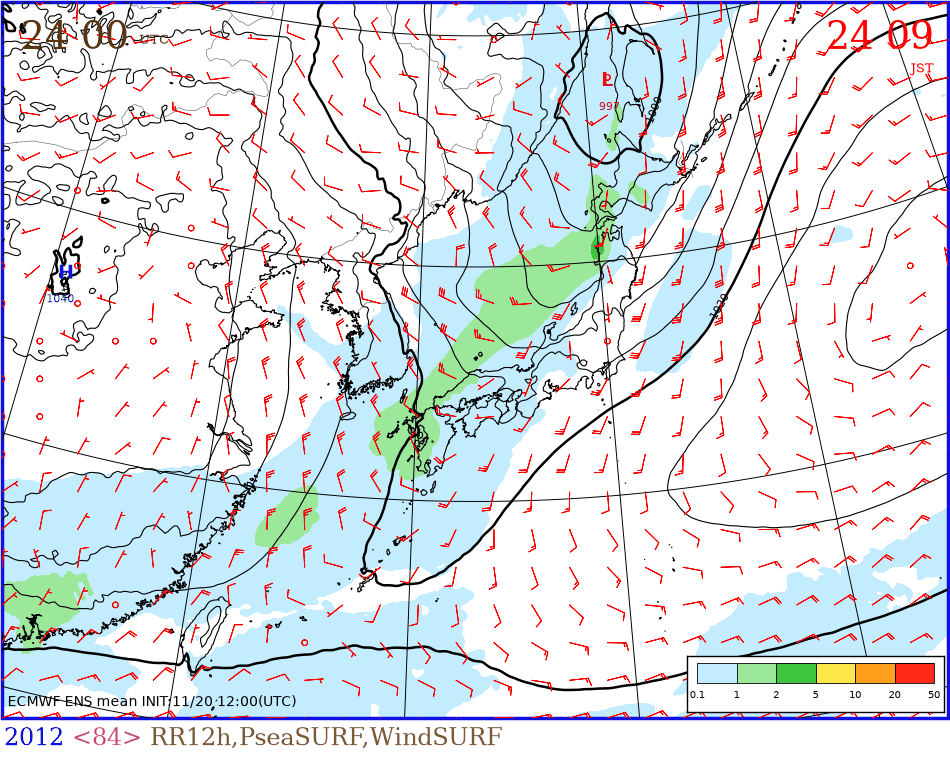 24 00 UTC
24 09
JST
L
997
1000
H
1040
1020
0.1 1 2 5 10 20 50
ECMWF ENS mean INIT:11/20 12:00(UTC)
2012 <84> RR12h,PseaSURF,WindSURF